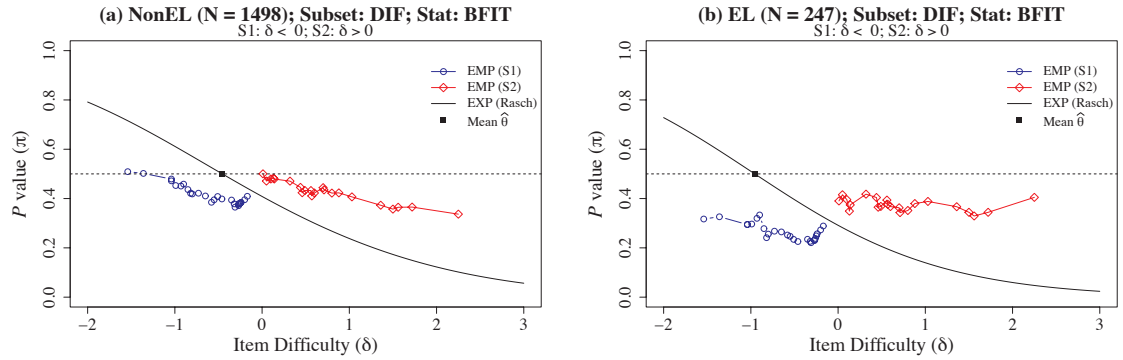 (a) NonEL (N = 1498); Subset: DIF; Stat: BFIT
S1: δ < 0; S2: δ > 0
P value (π)
1.0
0.8
0.6
0.4
0.2
0.0
EMP (S1)
EMP (S2)
EXP (Rasch)
Mean θ̂
−2 −1 0 1 2 3
Item Difficulty (δ)
(b) EL (N = 247); Subset: DIF; Stat: BFIT
S1: δ < 0; S2: δ > 0
P value (π)
1.0
0.8
0.6
0.4
0.2
0.0
EMP (S1)
EMP (S2)
EXP (Rasch)
Mean θ̂
−2 −1 0 1 2 3
Item Difficulty (δ)